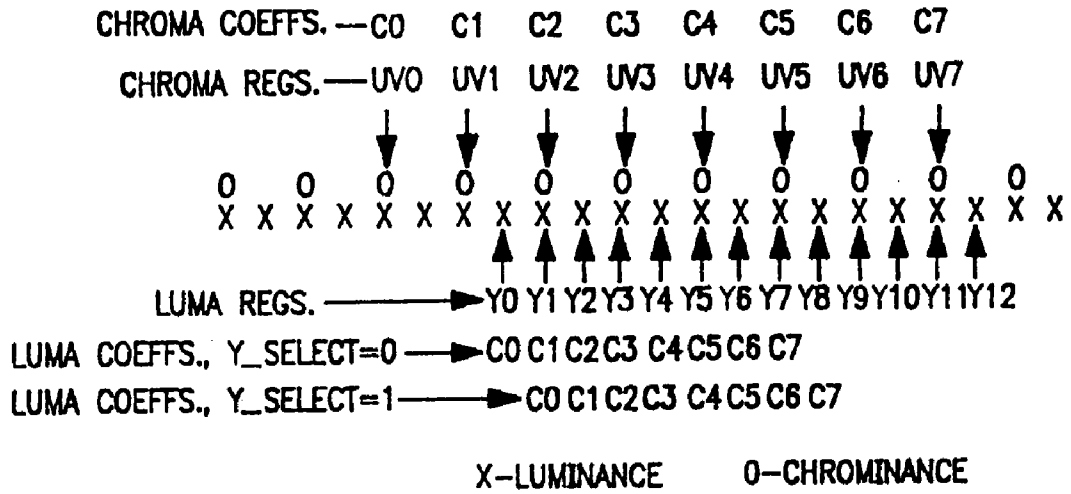 CHROMA COEFFS. C0 C1 C2 C3 C4 C5 C6 C7
CHROMA REGS. UV0 UV1 UV2 UV3 UV4 UV5 UV6 UV7
O O O O O O O O O O O
X X X X X X X X X X X X X X X X X X X X X X
LUMA REGS. Y0 Y1 Y2 Y3 Y4 Y5 Y6 Y7 Y8 Y9 Y10 Y11 Y12
LUMA COEFFS., Y_SELECT=0 C0 C1 C2 C3 C4 C5 C6 C7
LUMA COEFFS., Y_SELECT=1 C0 C1 C2 C3 C4 C5 C6 C7
X-LUMINANCE O-CHROMINANCE